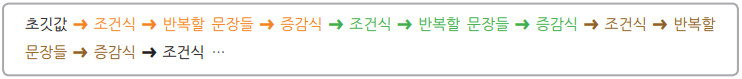 초깃값 ➜ 조건식 ➜ 반복할 문장들 ➜ 증감식 ➜ 조건식 ➜ 반복할 문장들 ➜ 증감식 ➜ 조건식 ➜ 반복할
문장들 ➜ 증감식 ➜ 조건식 …